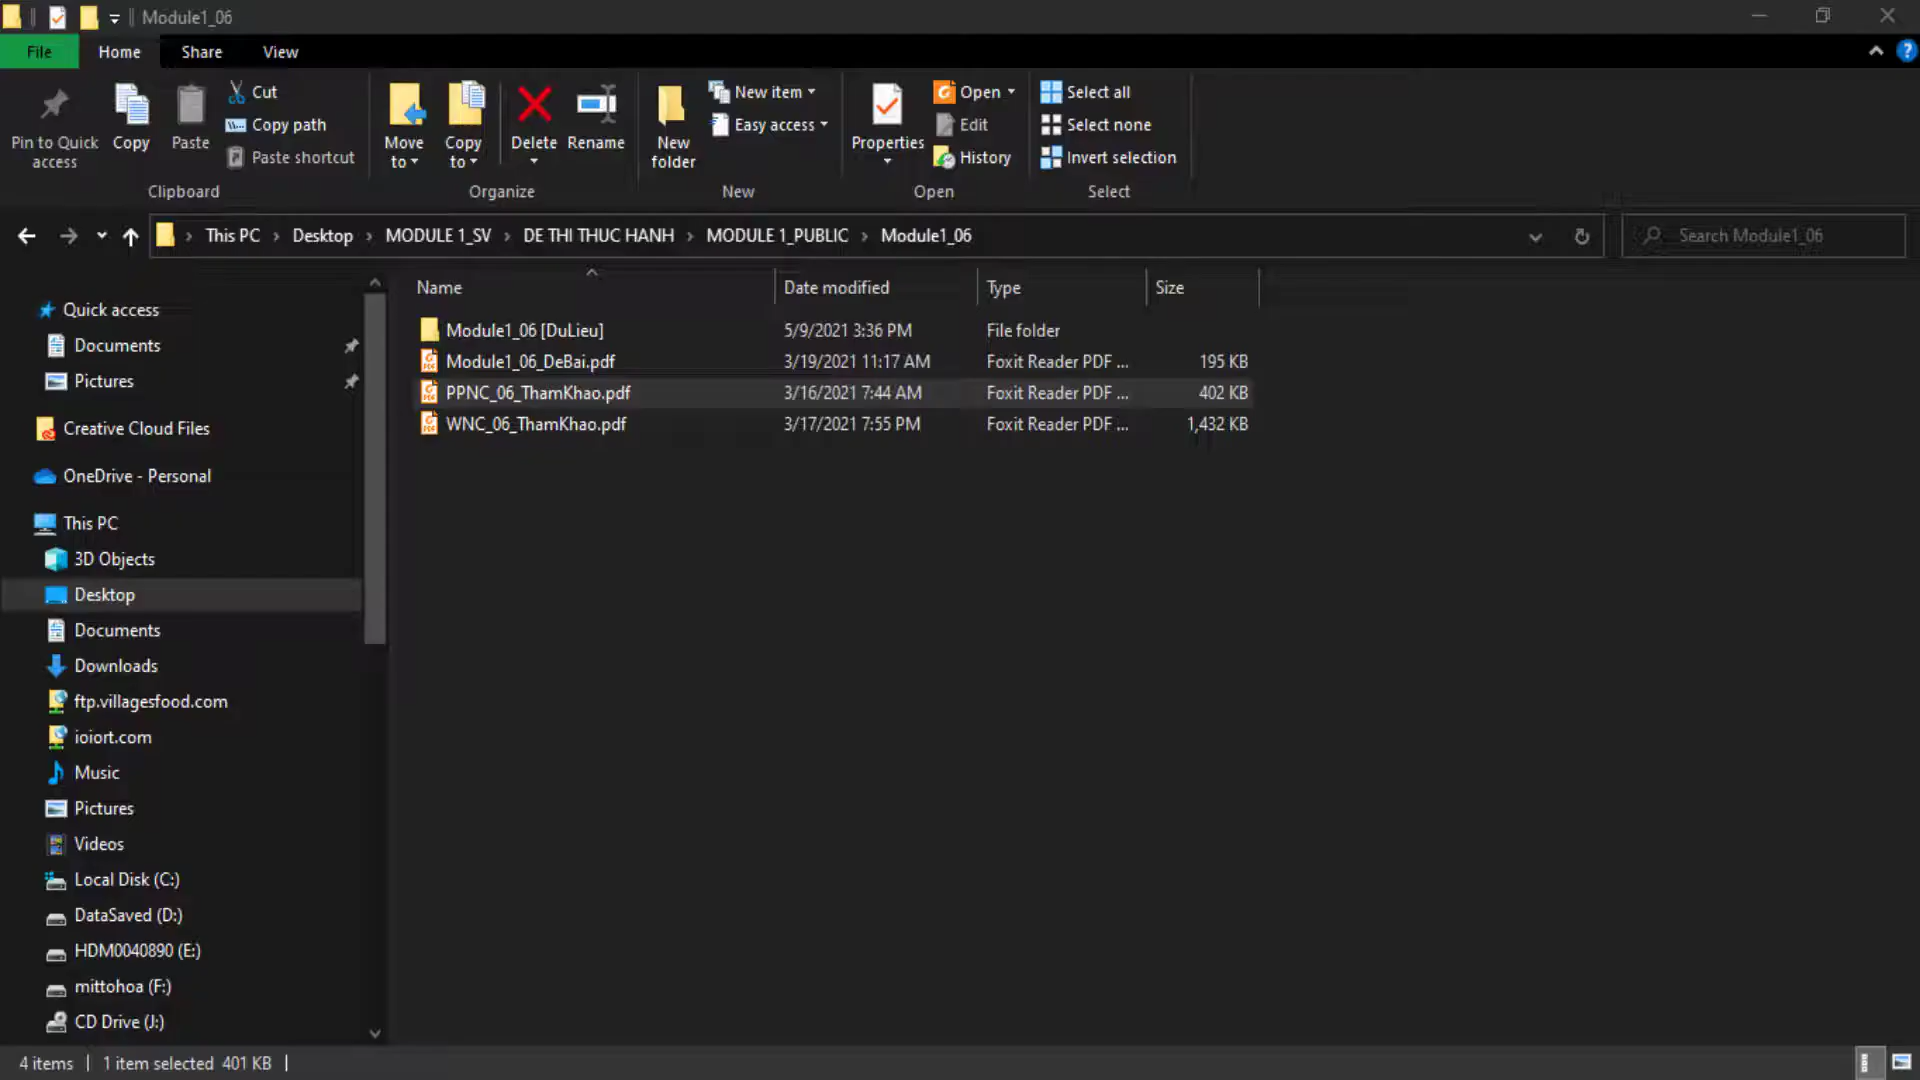 Module1_06
File
Home
Share
View
Pin to Quick access
Copy
Paste
Cut
Copy path
Paste shortcut
Clipboard
Move to
Copy to
Delete
Rename
Organize
New folder
New item
Easy access
New
Properties
Open
Edit
History
Open
Select all
Select none
Invert selection
Select
This PC > Desktop > MODULE 1_SV > DE THI THUC HANH > MODULE 1_PUBLIC > Module1_06
Search Module1_06
Quick access
Documents
Pictures
Creative Cloud Files
OneDrive - Personal
This PC
3D Objects
Desktop
Documents
Downloads
ftp.villagesfood.com
ioiort.com
Music
Pictures
Videos
Local Disk (C:)
DataSaved (D:)
HDM0040890 (E:)
mittohoa (F:)
CD Drive (J:)
Name Date modified Type Size
Module1_06 [DuLieu] 5/9/2021 3:36 PM File folder
Module1_06_DeBai.pdf 3/19/2021 11:17 AM Foxit Reader PDF ... 195 KB
PPNC_06_ThamKhao.pdf 3/16/2021 7:44 AM Foxit Reader PDF ... 402 KB
WNC_06_ThamKhao.pdf 3/17/2021 7:55 PM Foxit Reader PDF ... 1,432 KB
4 items 1 item selected 401 KB